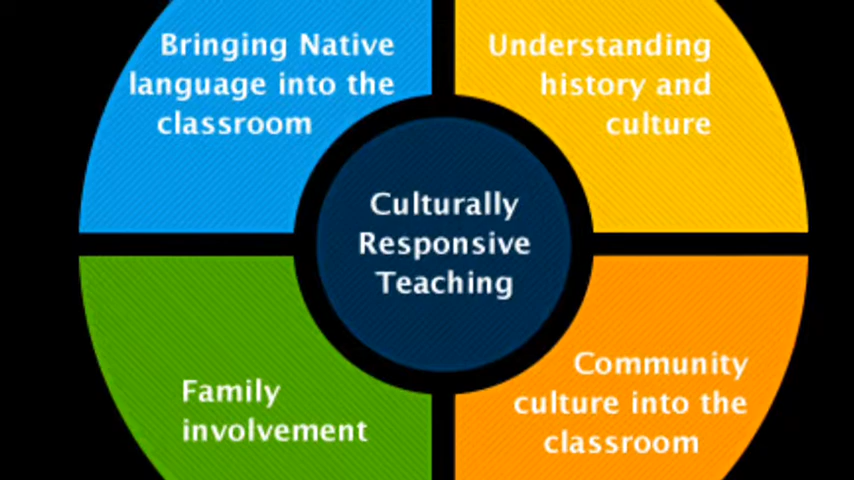 Bringing Native
language into the
classroom
Understanding
history and
culture
Culturally
Responsive
Teaching
Family
involvement
Community
culture into the
classroom